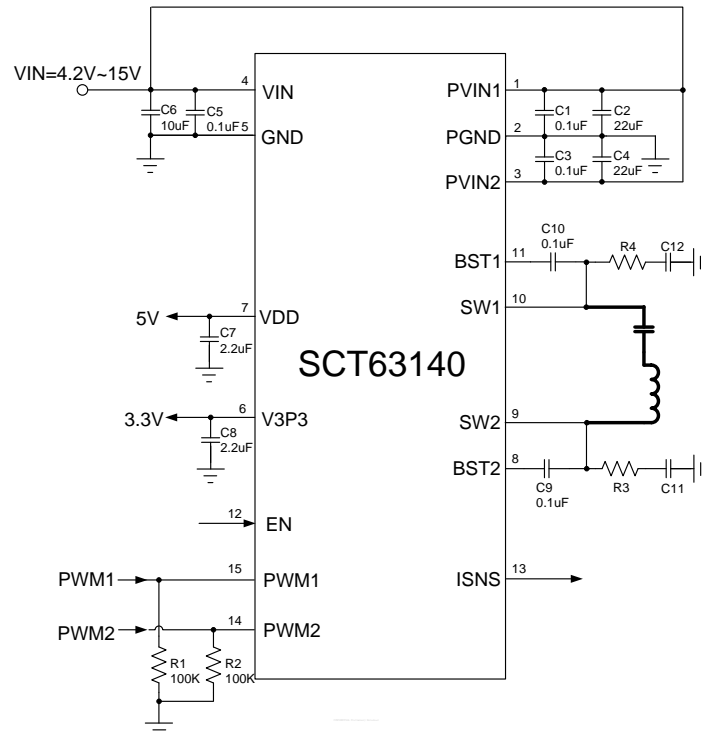 VIN=4.2V~15V
C6
10uF
C5
0.1uF
4
VIN
5
GND
PVIN1
1
C1
0.1uF
C2
22uF
PGND
2
C3
0.1uF
C4
22uF
PVIN2
3
C10
0.1uF
R4
C12
BST1
11
SW1
10
5V
7
VDD
C7
2.2uF
SCT63140
3.3V
6
V3P3
C8
2.2uF
SW2
9
BST2
8
C9
0.1uF
R3
C11
12
EN
PWM1
15
PWM1
ISNS
13
PWM2
14
PWM2
R1
100K
R2
100K